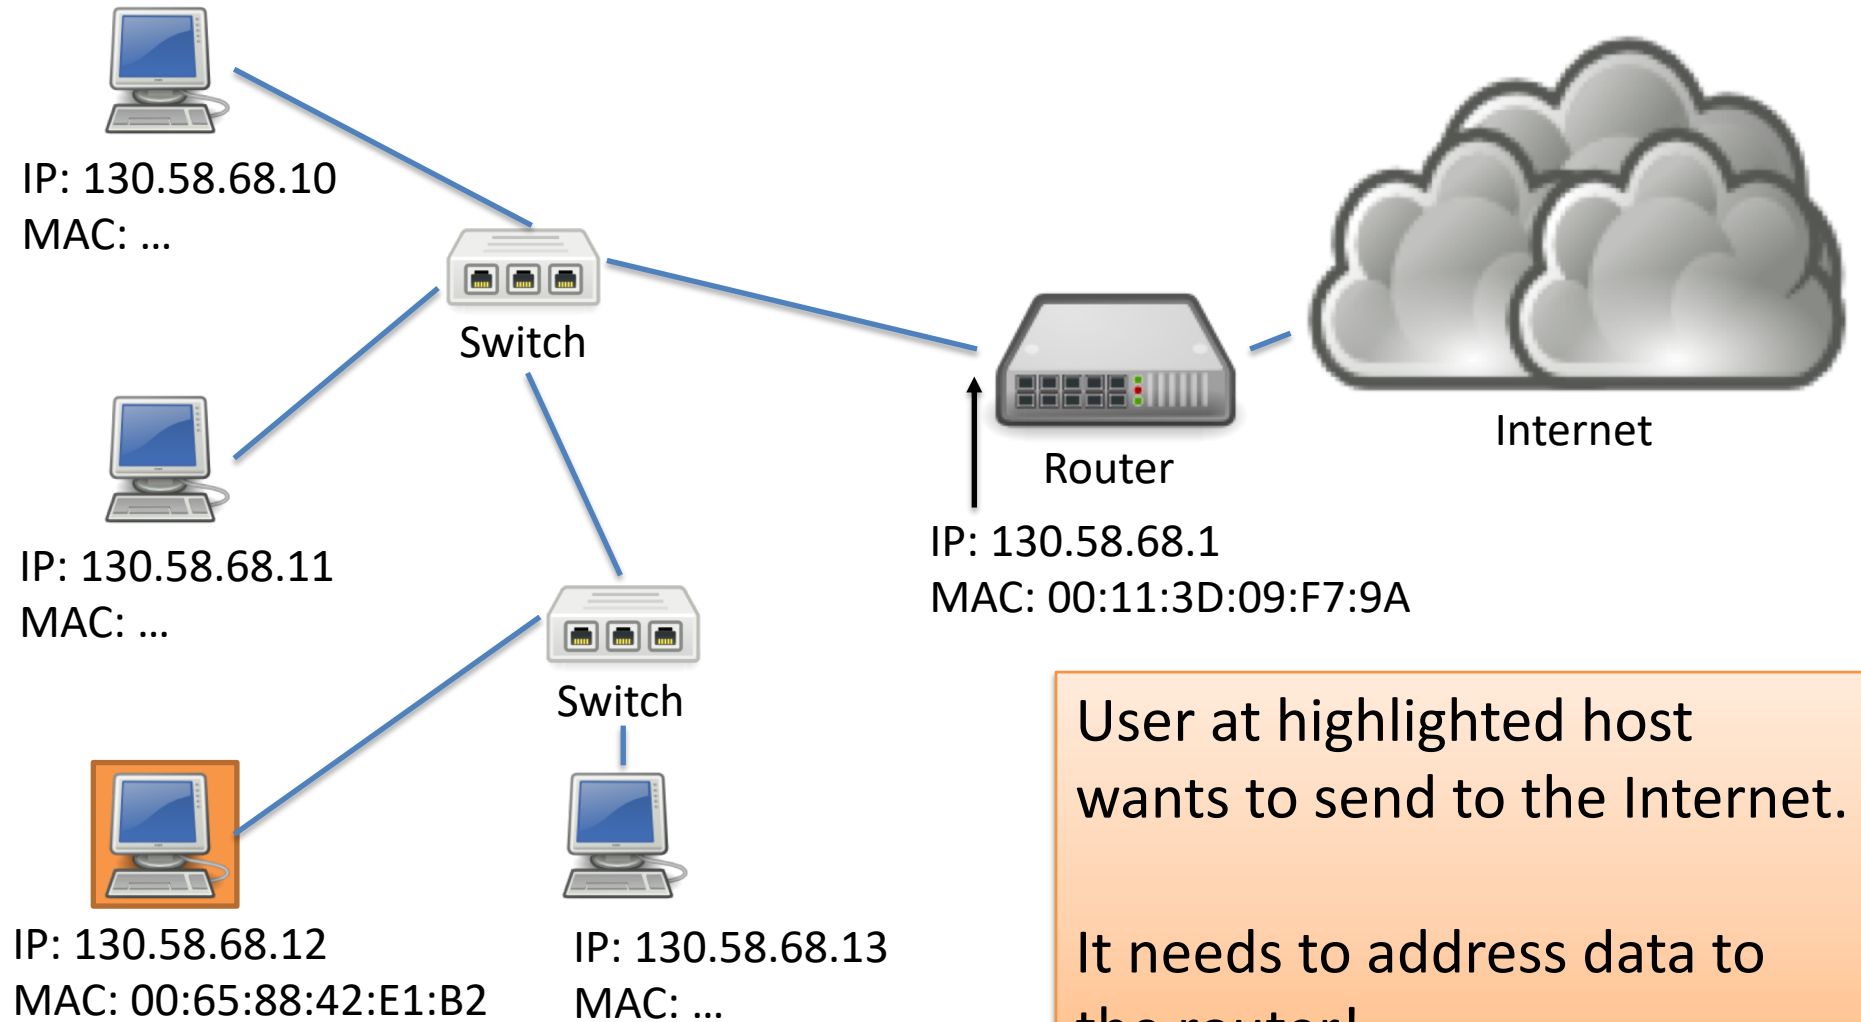 IP: 130.58.68.10
MAC: ...
Switch
IP: 130.58.68.11
MAC: ...
Router
IP: 130.58.68.1
MAC: 00:11:3D:09:F7:9A
Internet
Switch
IP: 130.58.68.12
MAC: 00:65:88:42:E1:B2
IP: 130.58.68.13
MAC: ...
User at highlighted host
wants to send to the Internet.
It needs to address data to
the router!